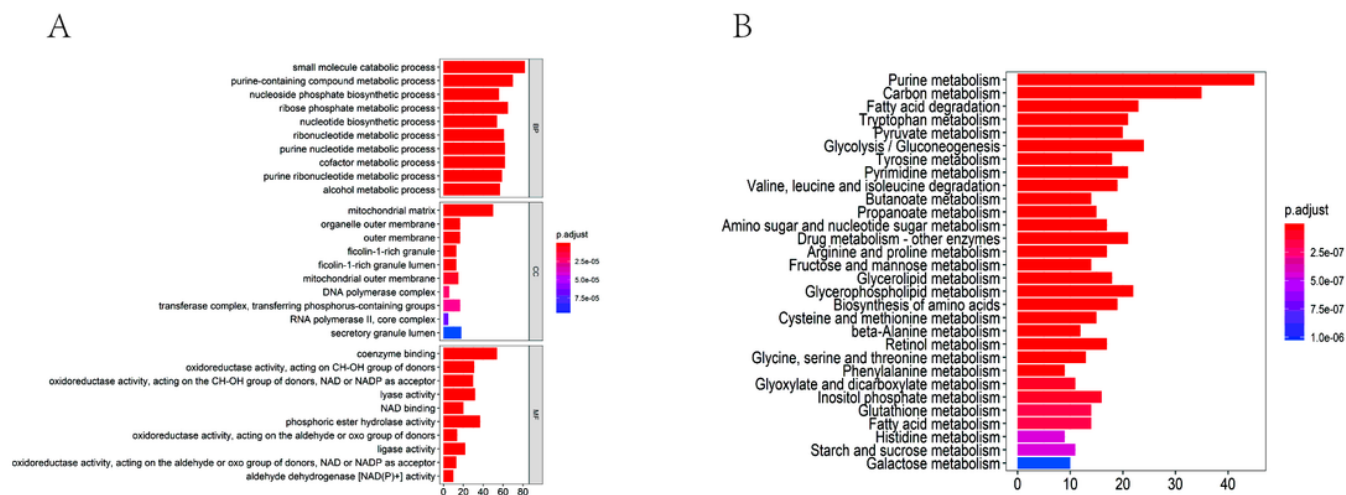 A
small molecule catabolic process
purine-containing compound metabolic process
nucleoside phosphate biosynthetic process
ribose phosphate metabolic process
nucleotide biosynthetic process
ribonucleotide metabolic process
purine nucleotide metabolic process
cofactor metabolic process
purine ribonucleotide metabolic process
alcohol metabolic process
BP
mitochondrial matrix
organelle outer membrane
outer membrane
ficolin-1-rich granule
ficolin-1-rich granule lumen
mitochondrial outer membrane
DNA polymerase complex
transferase complex, transferring phosphorus-containing groups
RNA polymerase II, core complex
secretory granule lumen
CC
coenzyme binding
oxidoreductase activity, acting on CH-OH group of donors
oxidoreductase activity, acting on the CH-OH group of donors, NAD or NADP as acceptor
lyase activity
NAD binding
phosphoric ester hydrolase activity
oxidoreductase activity, acting on the aldehyde or oxo group of donors
ligase activity
oxidoreductase activity, acting on the aldehyde or oxo group of donors, NAD or NADP as acceptor
aldehyde dehydrogenase [NAD(P)+] activity
MF
0 20 40 60 80
p.adjust
2.5e-05
5.0e-05
7.5e-05
B
Purine metabolism
Carbon metabolism
Fatty acid degradation
Tryptophan metabolism
Pyruvate metabolism
Glycolysis / Gluconeogenesis
Tyrosine metabolism
Pyrimidine metabolism
Valine, leucine and isoleucine degradation
Butanoate metabolism
Propanoate metabolism
Amino sugar and nucleotide sugar metabolism
Drug metabolism - other enzymes
Arginine and proline metabolism
Fructose and mannose metabolism
Glycerolipid metabolism
Glycerophospholipid metabolism
Biosynthesis of amino acids
Cysteine and methionine metabolism
beta-Alanine metabolism
Retinol metabolism
Glycine, serine and threonine metabolism
Phenylalanine metabolism
Glyoxylate and dicarboxylate metabolism
Inositol phosphate metabolism
Glutathione metabolism
Fatty acid metabolism
Histidine metabolism
Starch and sucrose metabolism
Galactose metabolism
0 10 20 30 40
p.adjust
2.5e-07
5.0e-07
7.5e-07
1.0e-06